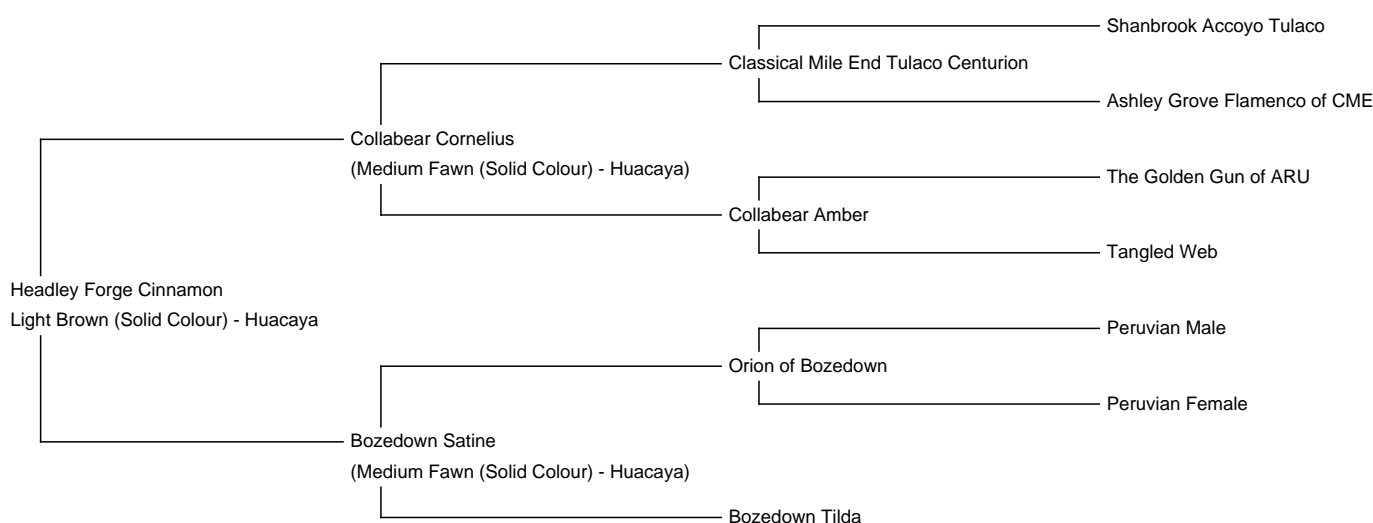 Shanbrook Accoyo Tulaco
Classical Mile End Tulaco Centurion
Ashley Grove Flamenco of CME
Collabear Cornelius
(Medium Fawn (Solid Colour) - Huacaya)
The Golden Gun of ARU
Collabear Amber
Tangled Web
Headley Forge Cinnamon
Light Brown (Solid Colour) - Huacaya
Peruvian Male
Orion of Bozedown
Peruvian Female
Bozedown Satine
(Medium Fawn (Solid Colour) - Huacaya)
Bozedown Tilda